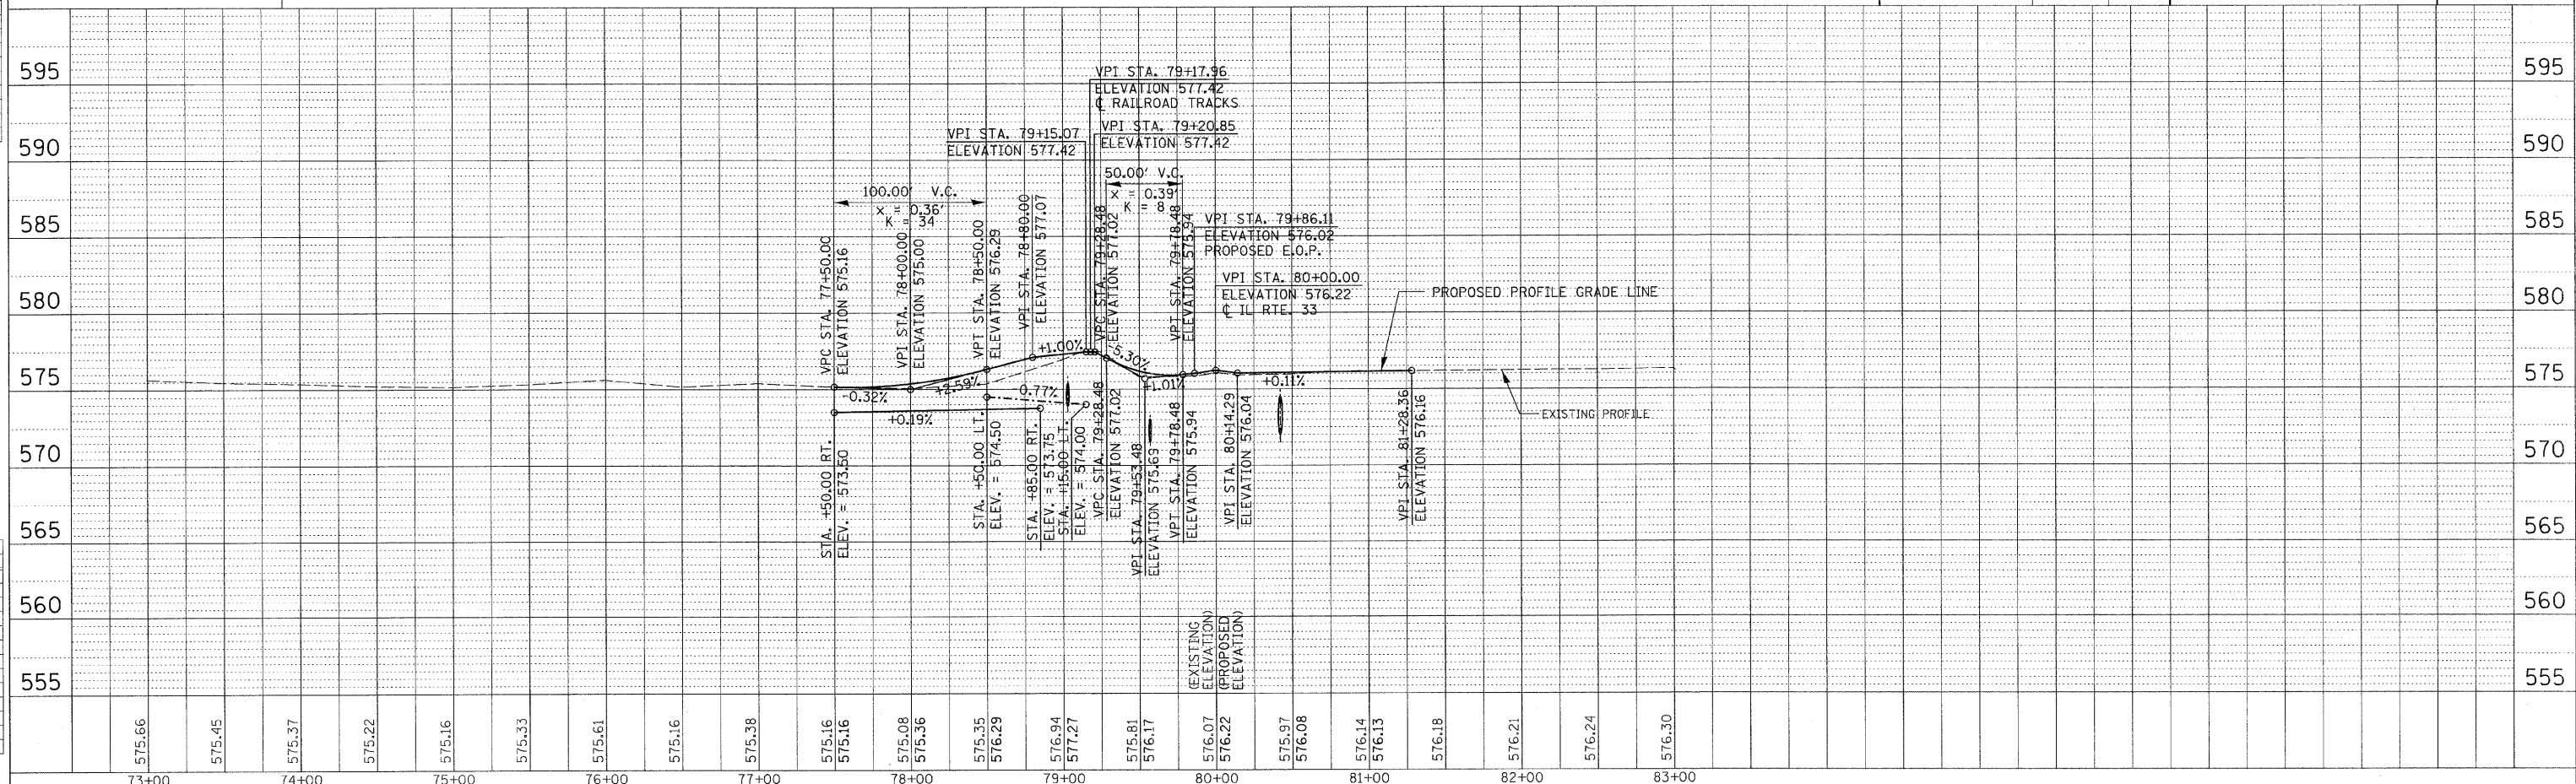 595
595
590
590
585
585
580
580
575
575
570
570
565
565
560
560
555
555
VPI STA. 79+17.96
ELEVATION 577.42
℄ RAILROAD TRACKS
VPI STA. 79+15.07
ELEVATION 577.42
VPI STA. 79+20.85
ELEVATION 577.42
100.00' V.C.
x = 0.36'
K = 34
50.00' V.C.
x = 0.39'
K = 8
VPC STA. 77+50.00
ELEVATION 575.16
VPI STA. 78+00.00
ELEVATION 575.00
VPT STA. 78+50.00
ELEVATION 576.29
VPI STA. 78+80.00
ELEVATION 577.07
VPC STA. 79+28.48
ELEVATION 577.02
VPT STA. 79+78.48
ELEVATION 575.94
VPI STA. 79+86.11
ELEVATION 576.02
PROPOSED E.O.P.
VPI STA. 80+00.00
ELEVATION 576.22
℄ IL RTE. 33
PROPOSED PROFILE GRADE LINE
EXISTING PROFILE
-0.32%
+2.59%
+1.00%
-5.30%
+1.01%
+0.11%
-0.77%
+0.19%
STA. +50.00 RT.
ELEV. = 573.50
STA. +50.00 LT.
ELEV. = 574.50
STA. +85.00 RT.
ELEV. = 573.75
STA. +15.00 LT.
ELEV. = 574.00
VPC STA. 79+28.48
ELEVATION 577.02
VPI STA. 79+53.48
ELEVATION 575.69
VPT STA. 79+78.48
ELEVATION 575.94
VPI STA. 80+14.29
ELEVATION 576.04
VPI STA. 81+28.36
ELEVATION 576.16
(EXISTING
ELEVATION)
(PROPOSED
ELEVATION)
575.66
575.45
575.37
575.22
575.16
575.33
575.61
575.16
575.38
575.16
575.16
575.08
575.36
575.35
576.29
576.94
577.27
575.81
576.17
576.07
576.22
575.97
576.08
576.14
576.13
576.18
576.21
576.24
576.30
73+00
74+00
75+00
76+00
77+00
78+00
79+00
80+00
81+00
82+00
83+00